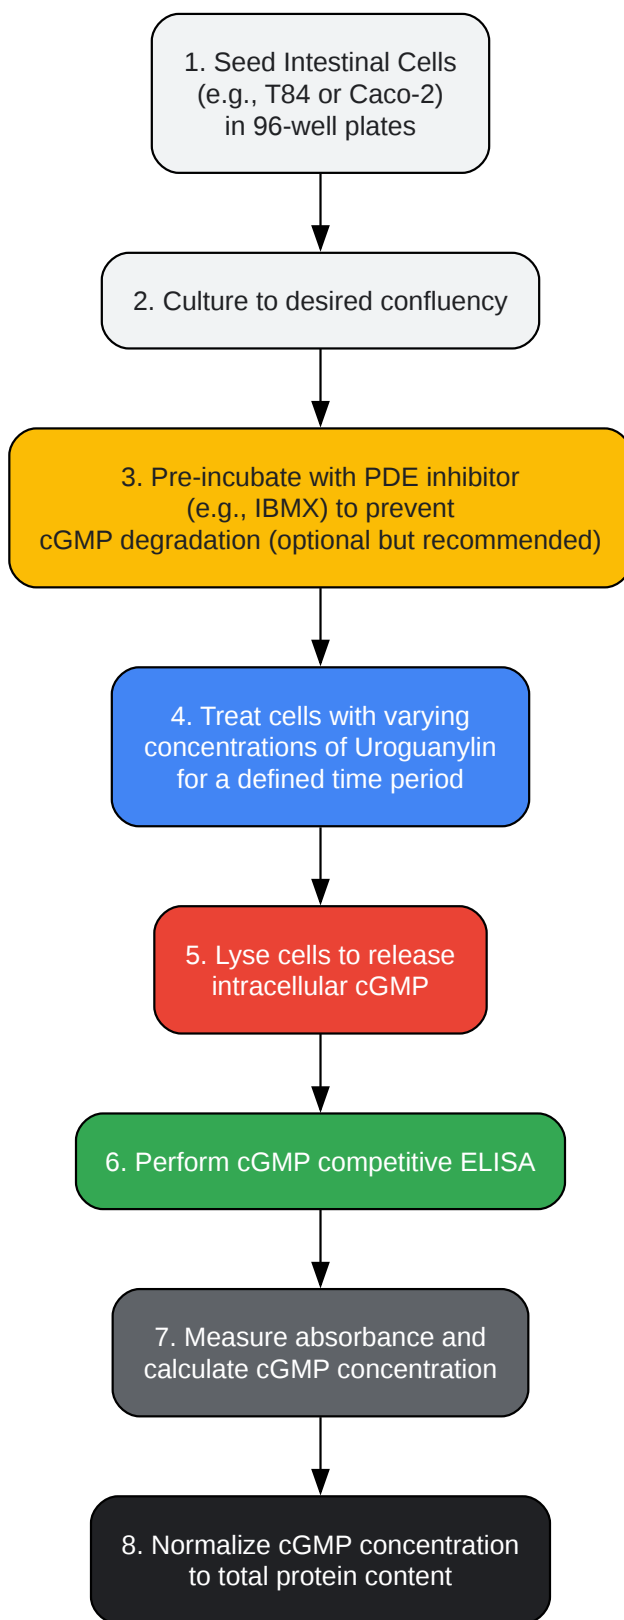 1. Seed Intestinal Cells
(e.g., T84 or Caco-2)
in 96-well plates
2. Culture to desired confluency
3. Pre-incubate with PDE inhibitor
(e.g., IBMX) to prevent
cGMP degradation (optional but recommended)
4. Treat cells with varying
concentrations of Uroguanylin
for a defined time period
5. Lyse cells to release
intracellular cGMP
6. Perform cGMP competitive ELISA
7. Measure absorbance and
calculate cGMP concentration
8. Normalize cGMP concentration
to total protein content